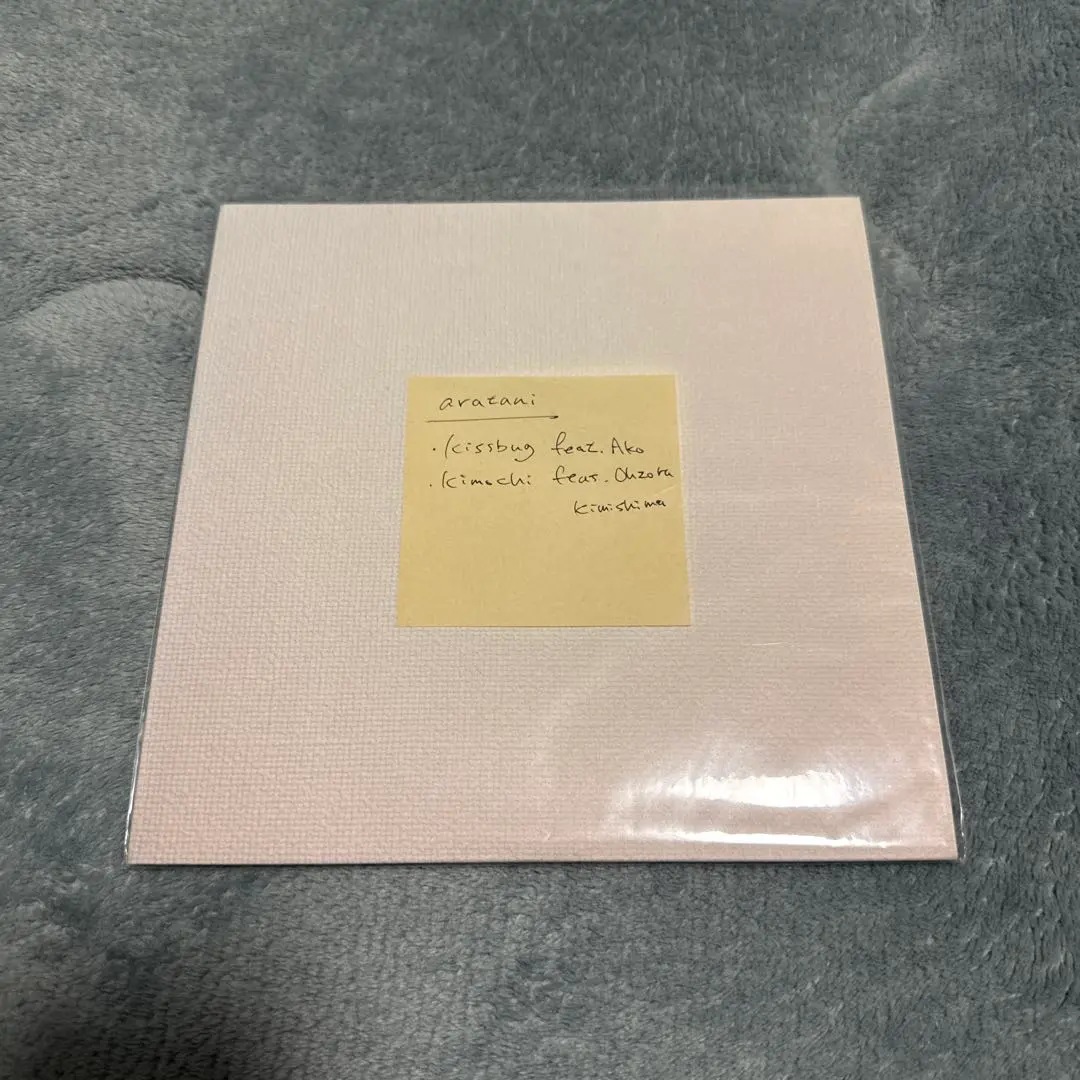 aratani
・kissbug feat. Ako
・kimochi feat. Ohzora
kimishima